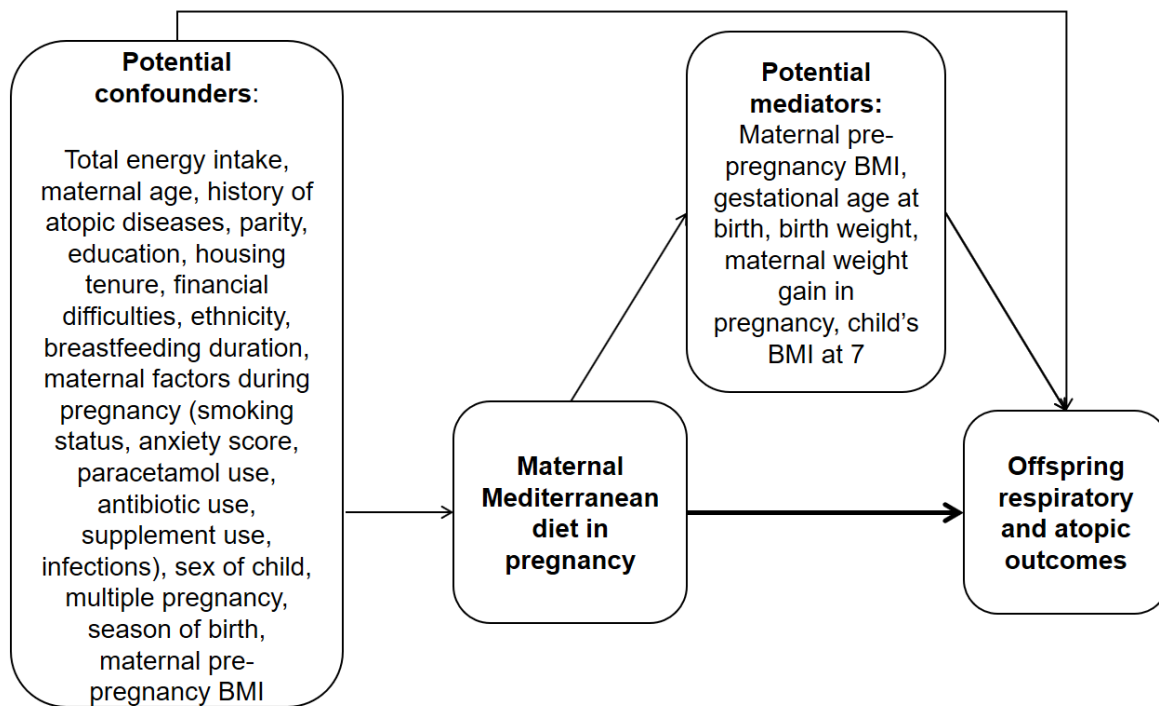 Potential
confounders:
Total energy intake,
maternal age, history of
atopic diseases, parity,
education, housing
tenure, financial
difficulties, ethnicity,
breastfeeding duration,
maternal factors during
pregnancy (smoking
status, anxiety score,
paracetamol use,
antibiotic use,
supplement use,
infections), sex of child,
multiple pregnancy,
season of birth,
maternal pre-
pregnancy BMI
Potential
mediators:
Maternal pre-
pregnancy BMI,
gestational age at
birth, birth weight,
maternal weight
gain in
pregnancy, child's
BMI at 7
Maternal
Mediterranean
diet in
pregnancy
Offspring
respiratory
and atopic
outcomes